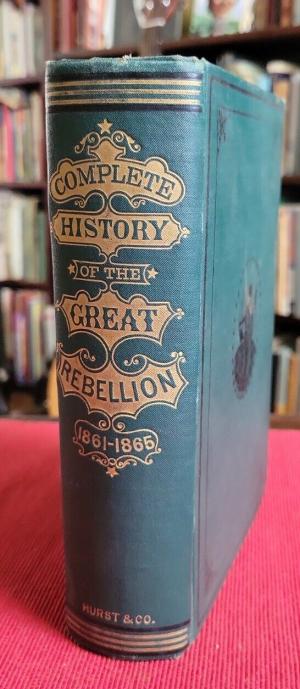 COMPLETE
HISTORY
OF THE
GREAT
REBELLION
1861-1865
HURST & CO.